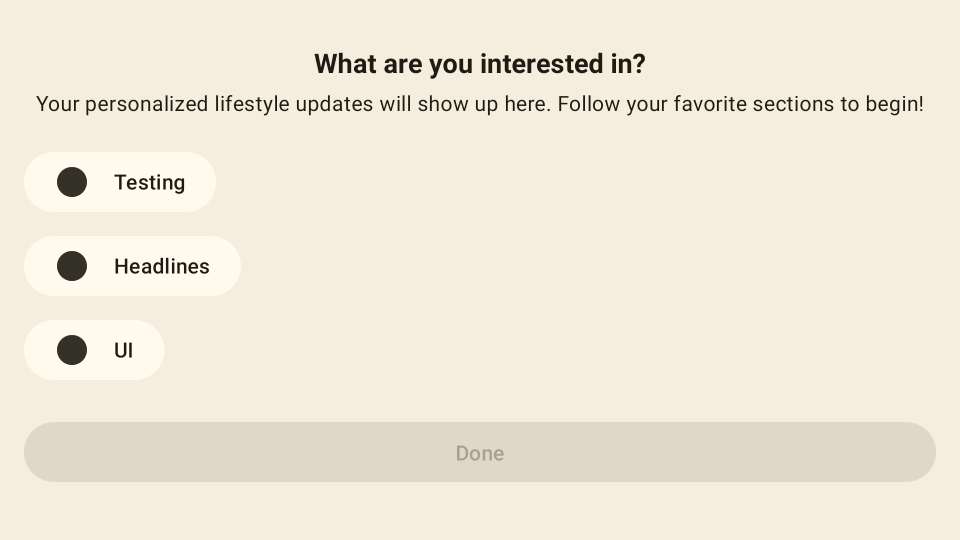 What are you interested in?
Your personalized lifestyle updates will show up here. Follow your favorite sections to begin!
Testing
Headlines
UI
Done